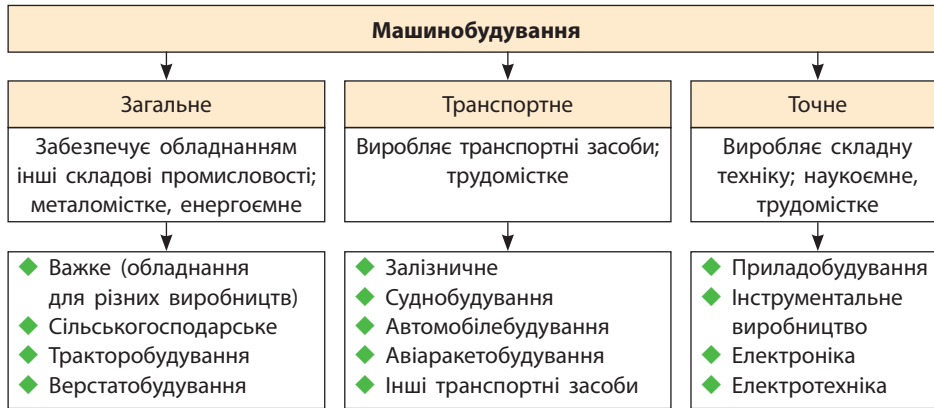 Машинобудування
Загальне
Забезпечує обладнанням
інші складові промисловості;
металомістке, енергоємне
Важке (обладнання
для різних виробництв)
Сільськогосподарське
Тракторобудування
Верстатобудування
Транспортне
Виробляє транспортні засоби;
трудомістке
Залізничне
Суднобудування
Автомобілебудування
Авіаракетобудування
Інші транспортні засоби
Точне
Виробляє складну
техніку; наукоємне,
трудомістке
Приладобудування
Інструментальне
виробництво
Електроніка
Електротехніка